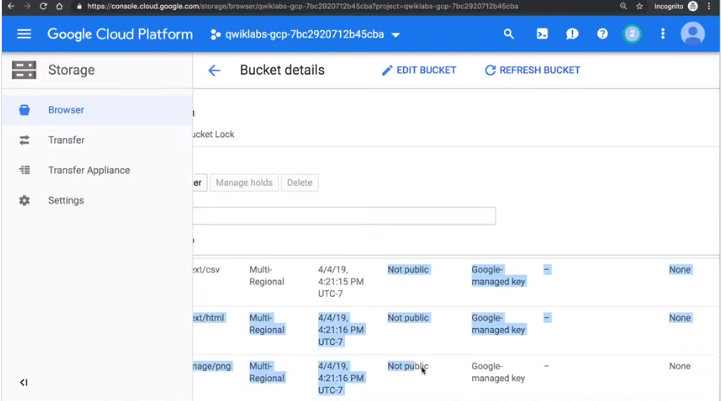 https://console.cloud.google.com/storage/browser/qwiklabs-gcp-7bc2920712b45cba?project=qwiklabs-gcp-7bc2920712b45cba
Incognito
Google Cloud Platform
qwiklabs-gcp-7bc2920712b45cba
2
Storage
Bucket details
EDIT BUCKET
REFRESH BUCKET
Browser
Transfer
Transfer Appliance
Settings
ucket Lock
er
Manage holds
Delete
ext/csv
Multi-
Regional
4/4/19,
4:21:15 PM
UTC-7
Not public
Google-
managed key
–
None
ext/html
Multi-
Regional
4/4/19,
4:21:16 PM
UTC-7
Not public
Google-
managed key
–
None
mage/png
Multi-
Regional
4/4/19,
4:21:16 PM
UTC-7
Not public
Google-
managed key
–
None